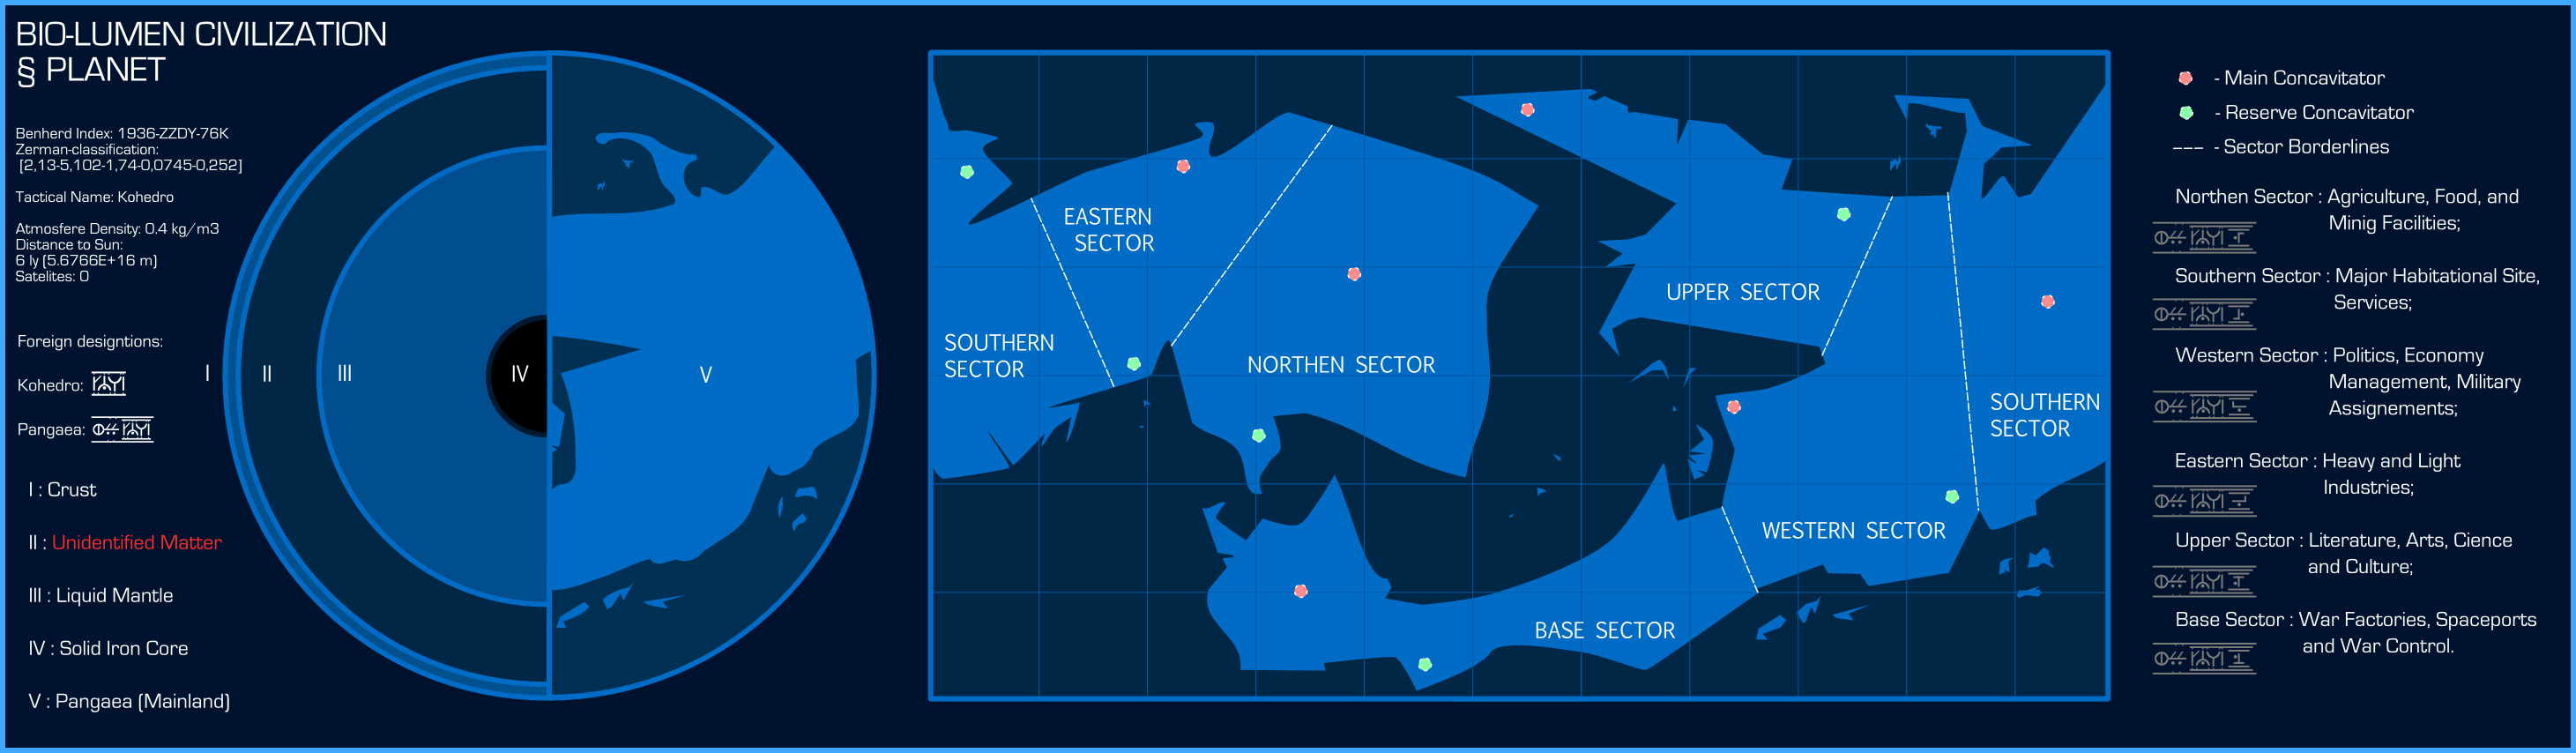 BIO-LUMEN CIVILIZATION
§ PLANET
Benherd Index: 1936-ZZDY-76K
Zerman-classification:
[2,13-5,102-1,74-0,0745-0,252]
Tactical Name: Kohedro
Atmosfere Density: 0.4 kg/m3
Distance to Sun:
6 ly [5.6766E+16 m]
Satelites: 0
Foreign designtions:
Kohedro:
Pangaea:
I : Crust
II : Unidentified Matter
III : Liquid Mantle
IV : Solid Iron Core
V : Pangaea (Mainland)
I
II
III
IV
V
EASTERN
SECTOR
SOUTHERN
SECTOR
NORTHEN SECTOR
UPPER SECTOR
SOUTHERN
SECTOR
WESTERN SECTOR
BASE SECTOR
- Main Concavitator
- Reserve Concavitator
--- - Sector Borderlines
Northen Sector : Agriculture, Food, and
Minig Facilities;
Southern Sector : Major Habitational Site,
Services;
Western Sector : Politics, Economy
Management, Military
Assignements;
Eastern Sector : Heavy and Light
Industries;
Upper Sector : Literature, Arts, Cience
and Culture;
Base Sector : War Factories, Spaceports
and War Control.